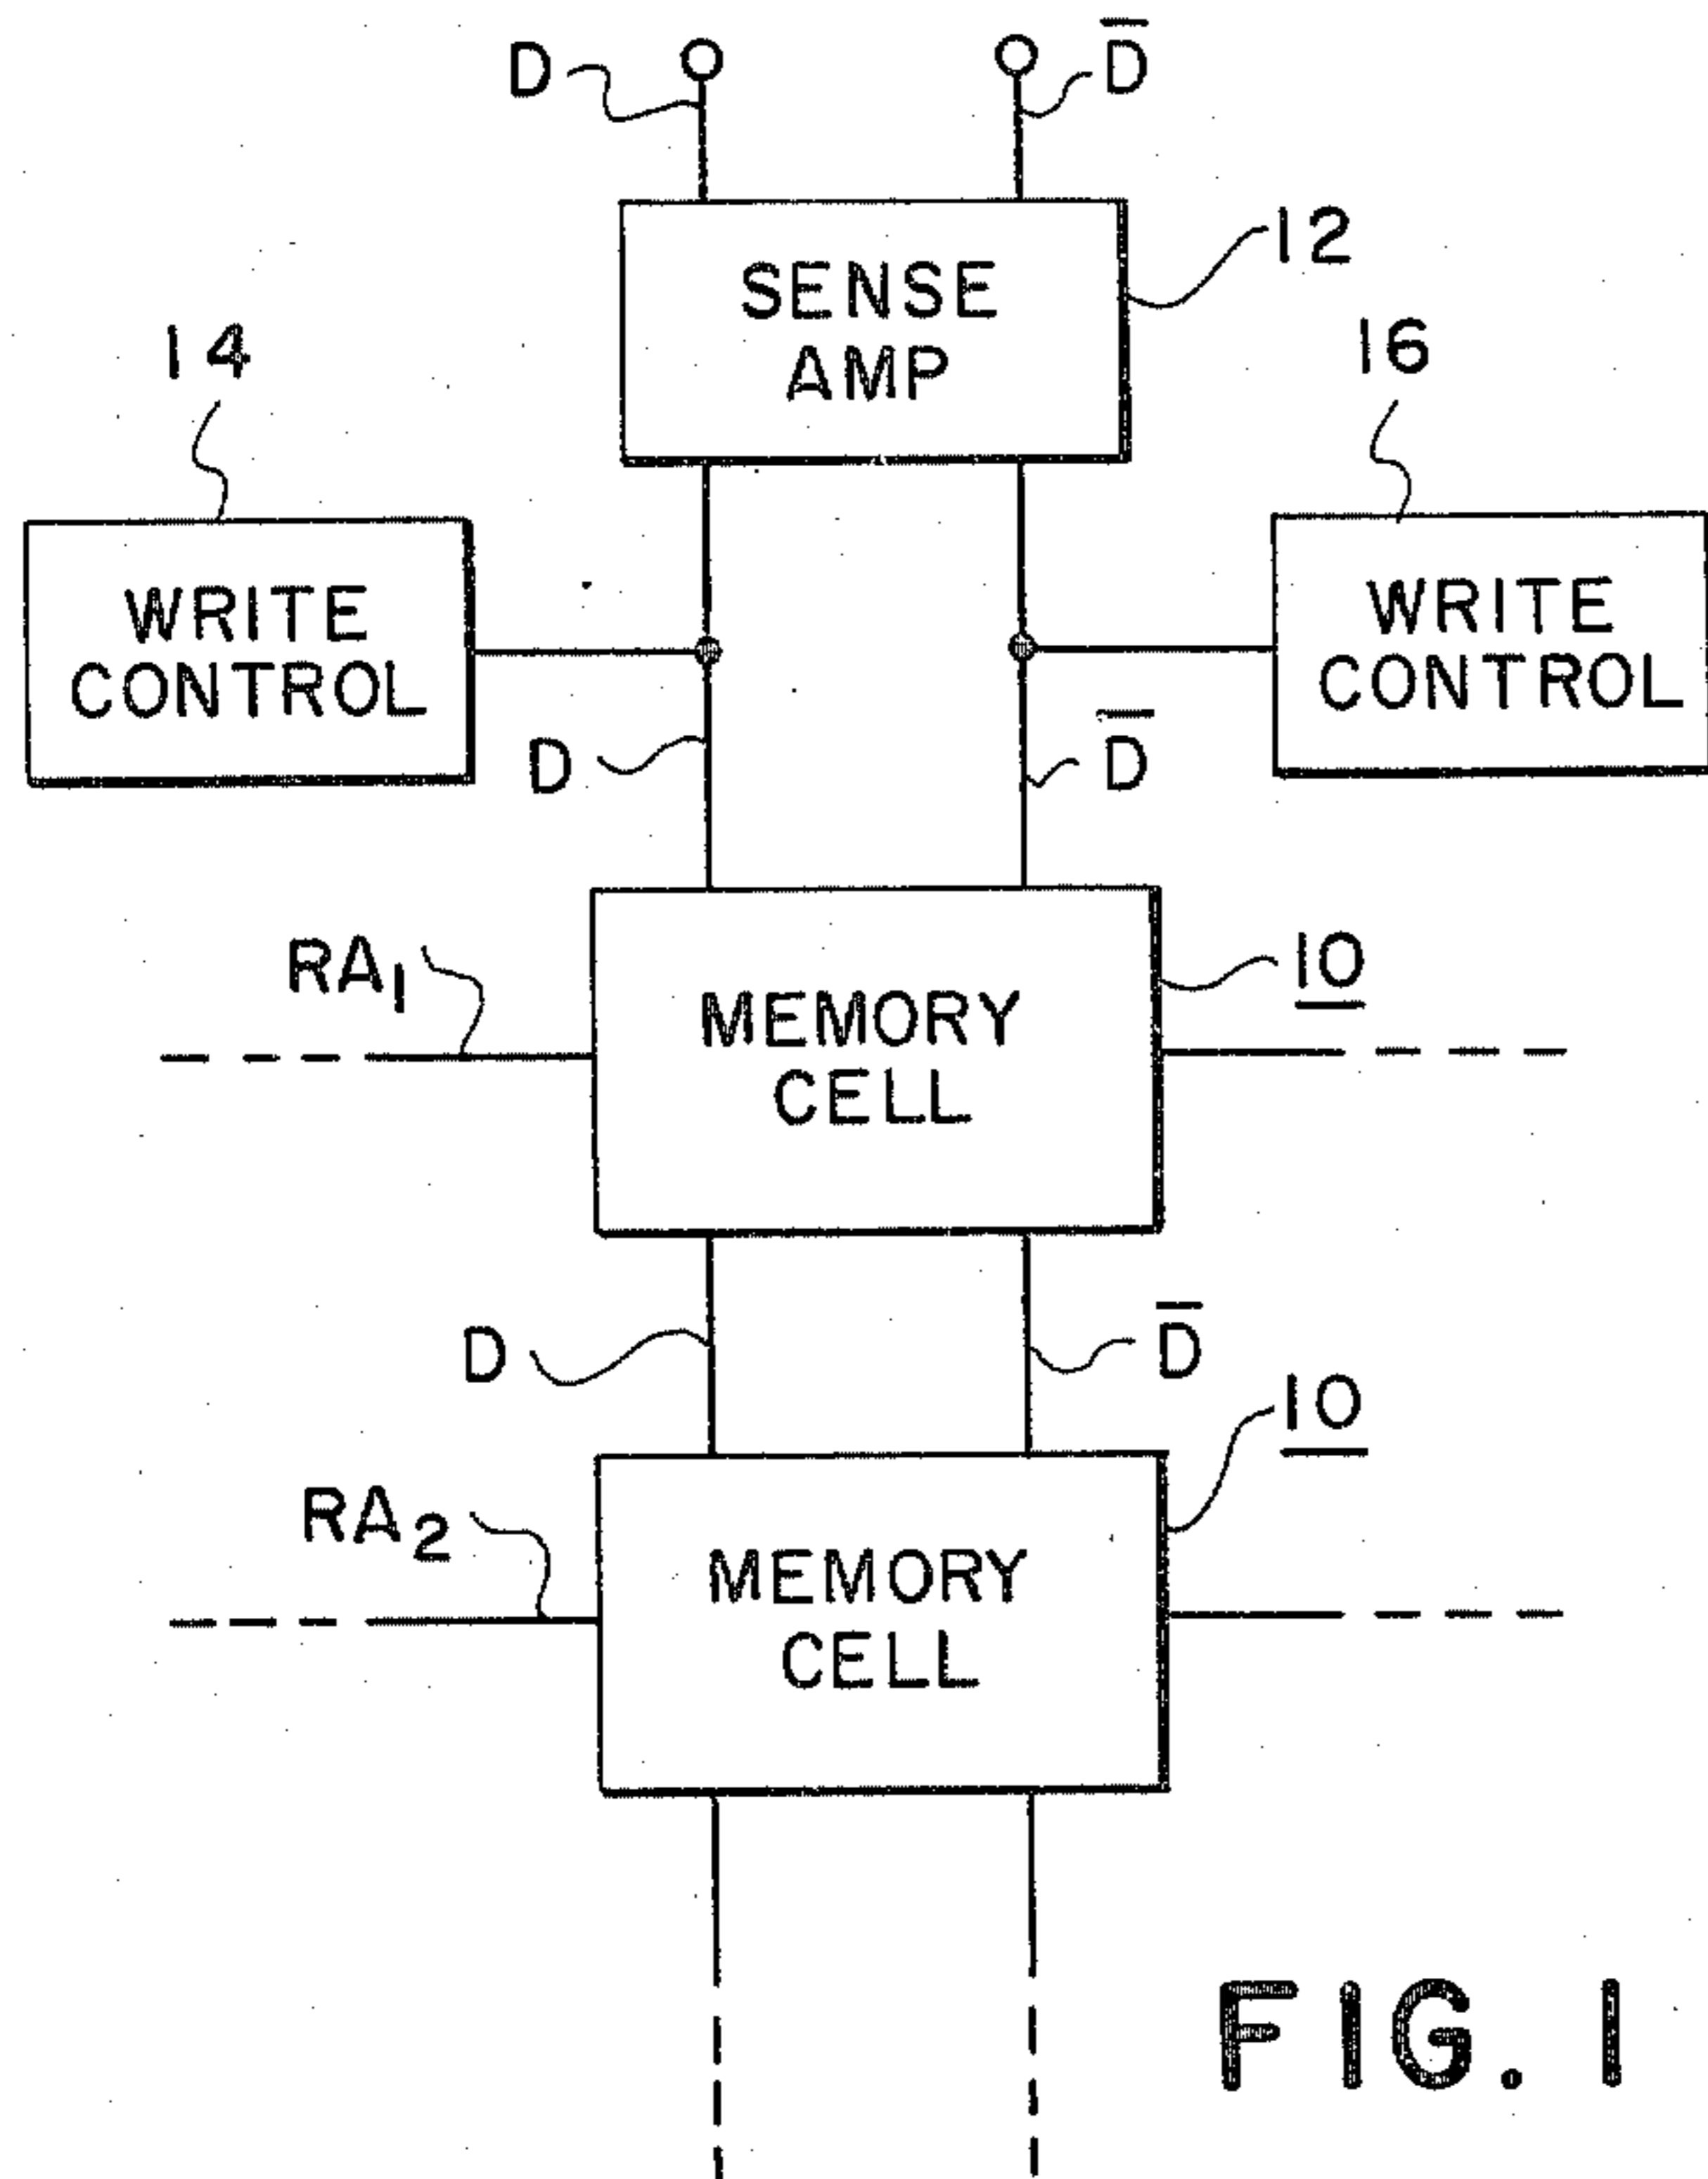 D
D̅
SENSE
AMP
12
14
16
WRITE
CONTROL
WRITE
CONTROL
D
D̅
RA₁
MEMORY
CELL
10
D
D̅
10
RA₂
MEMORY
CELL
FIG. 1